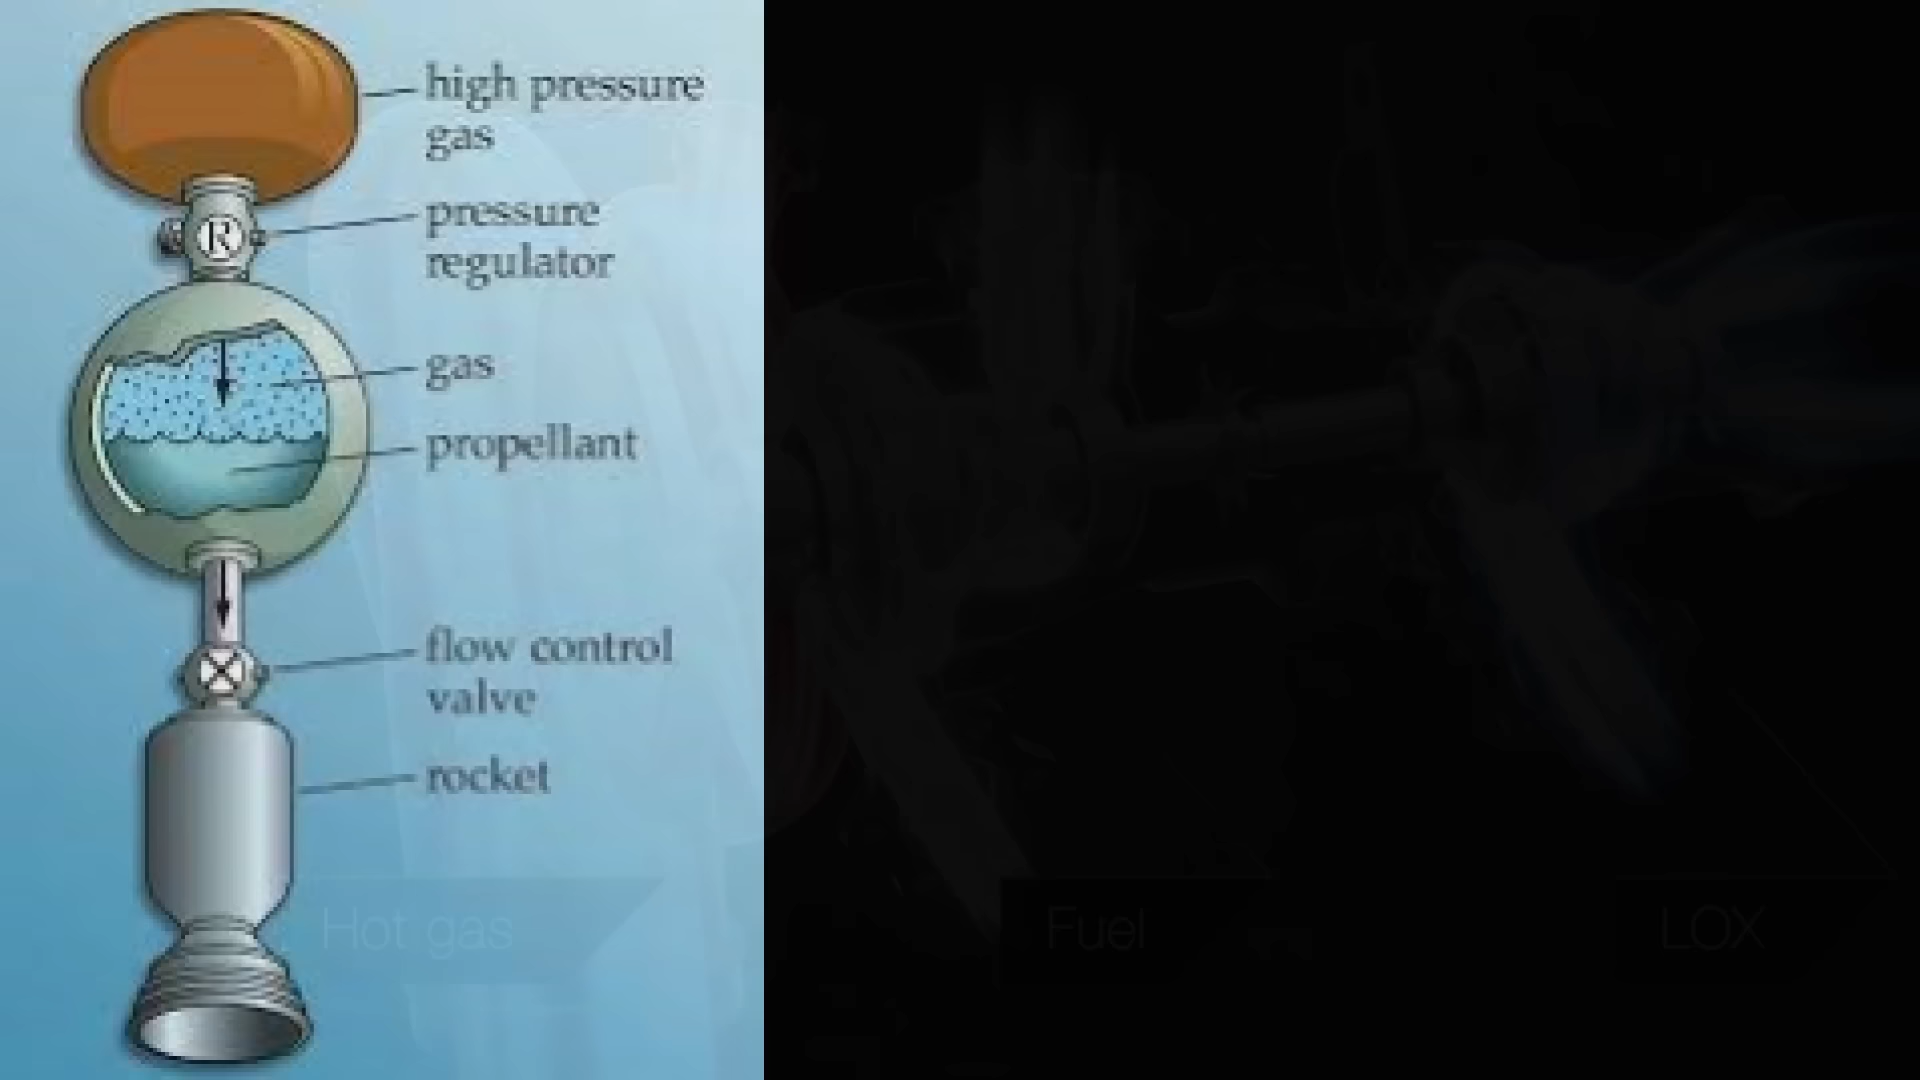 high pressure
gas
pressure
regulator
R
gas
propellant
flow control
valve
rocket
Hot gas
Fuel
LOX